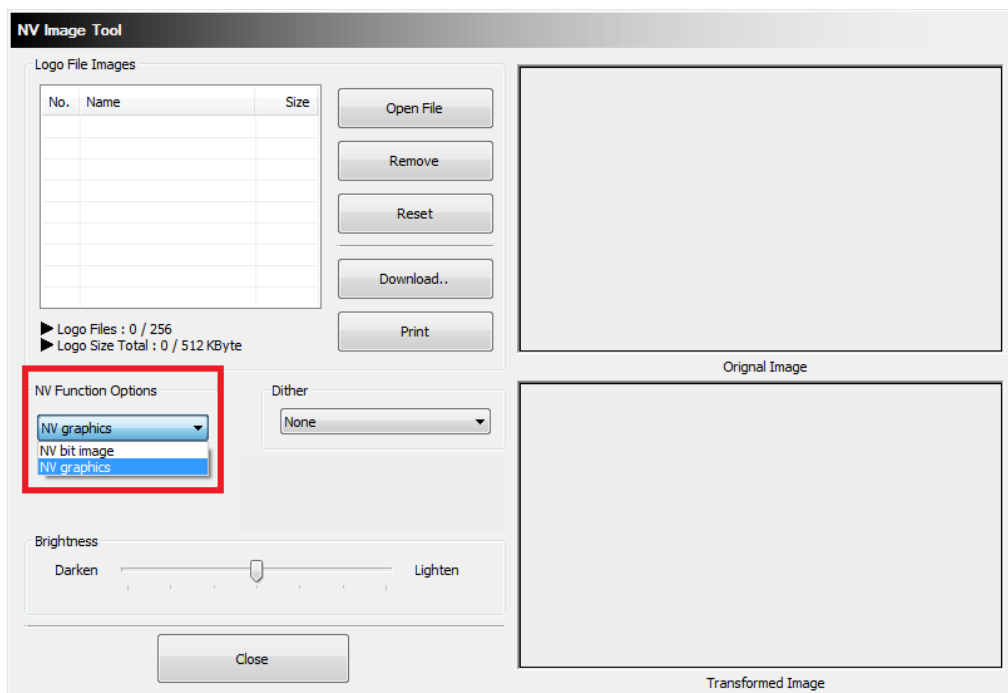 NV Image Tool
Logo File Images
No. Name Size
Open File
Remove
Reset
Download..
Print
Logo Files : 0 / 256
Logo Size Total : 0 / 512 KByte
Orignal Image
NV Function Options
NV graphics
NV bit image
NV graphics
Dither
None
Brightness
Darken
Lighten
Close
Transformed Image